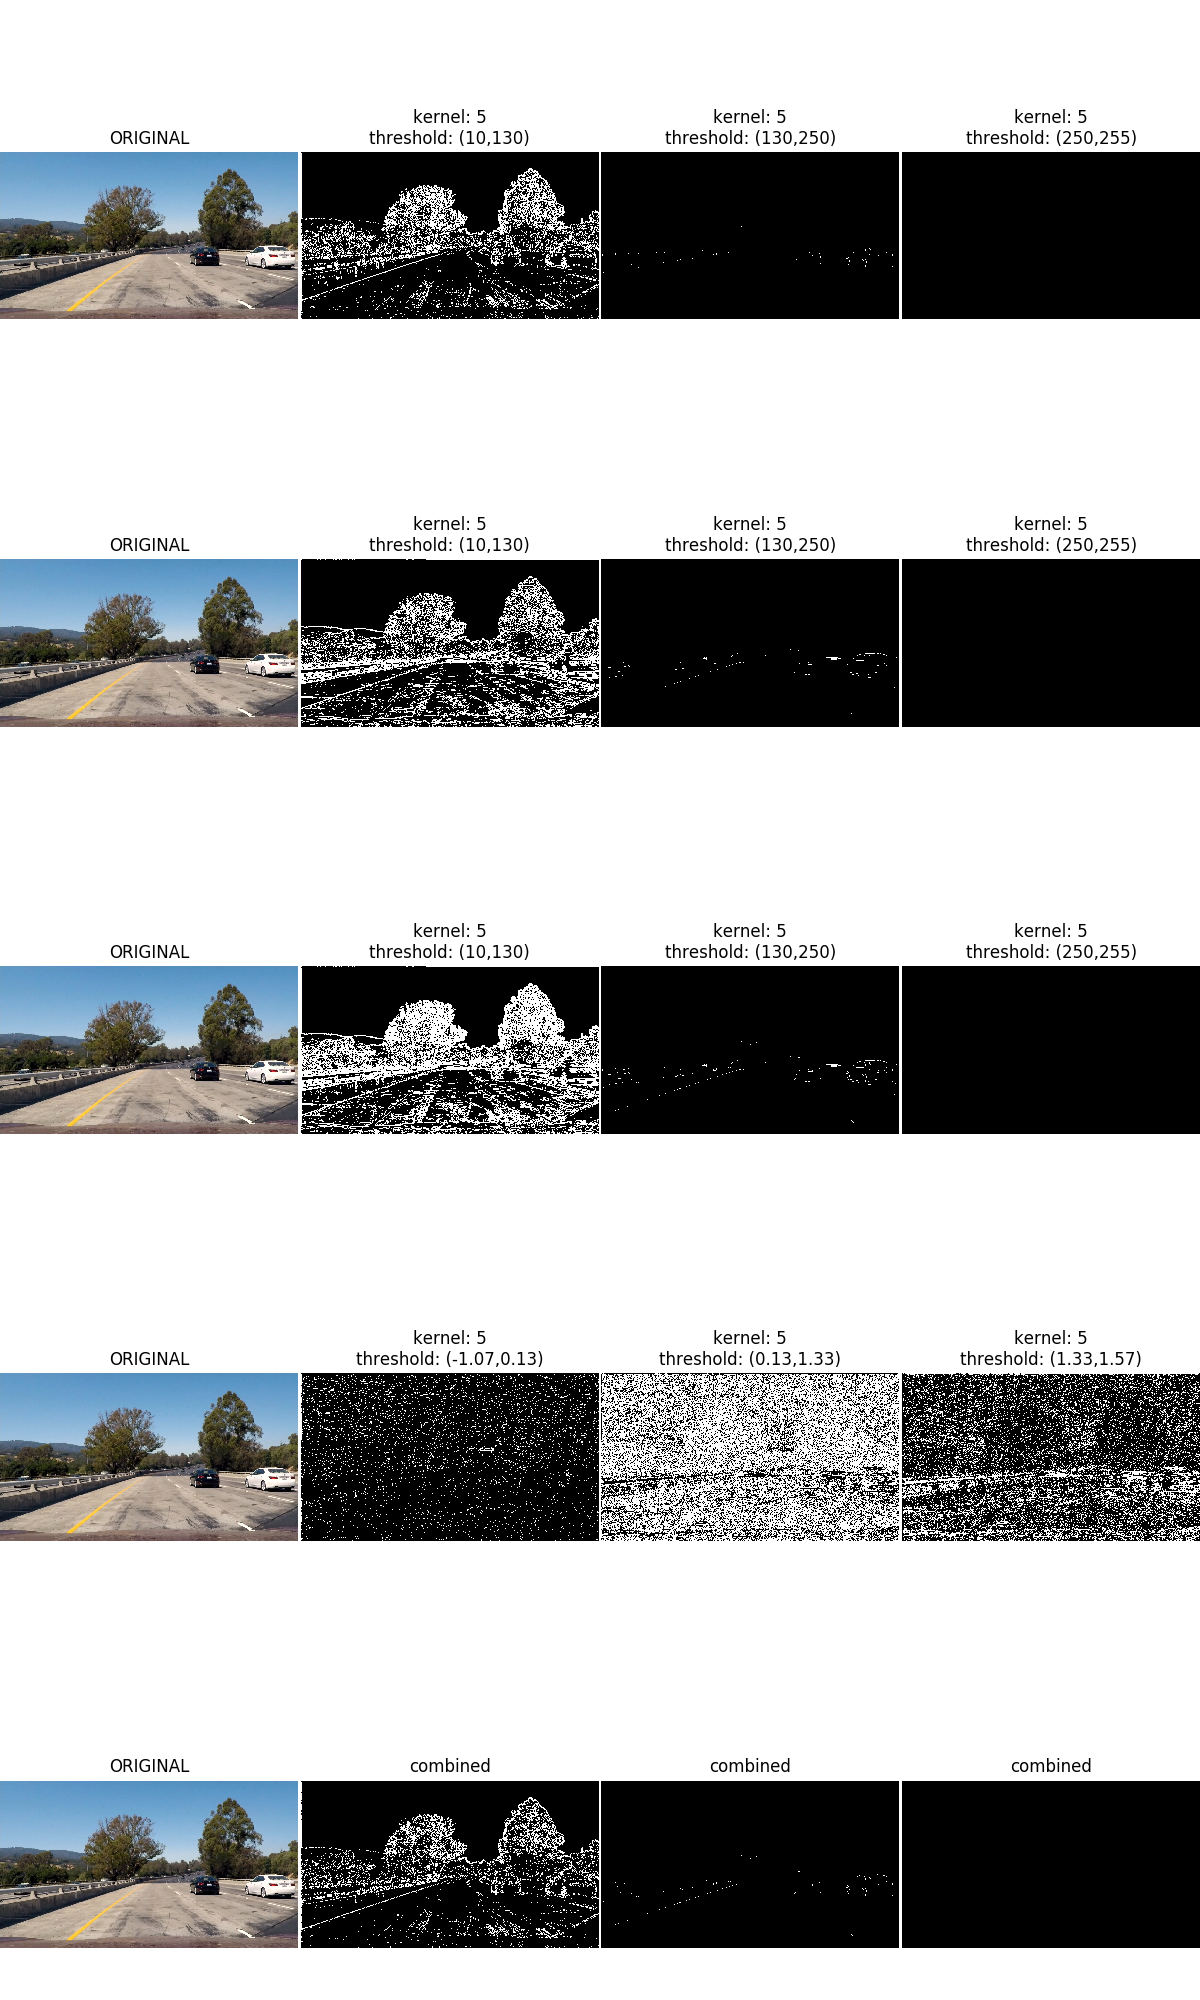 ORIGINAL
kernel: 5
threshold: (10,130)
kernel: 5
threshold: (130,250)
kernel: 5
threshold: (250,255)
ORIGINAL
kernel: 5
threshold: (10,130)
kernel: 5
threshold: (130,250)
kernel: 5
threshold: (250,255)
ORIGINAL
kernel: 5
threshold: (10,130)
kernel: 5
threshold: (130,250)
kernel: 5
threshold: (250,255)
ORIGINAL
kernel: 5
threshold: (-1.07,0.13)
kernel: 5
threshold: (0.13,1.33)
kernel: 5
threshold: (1.33,1.57)
ORIGINAL
combined
combined
combined